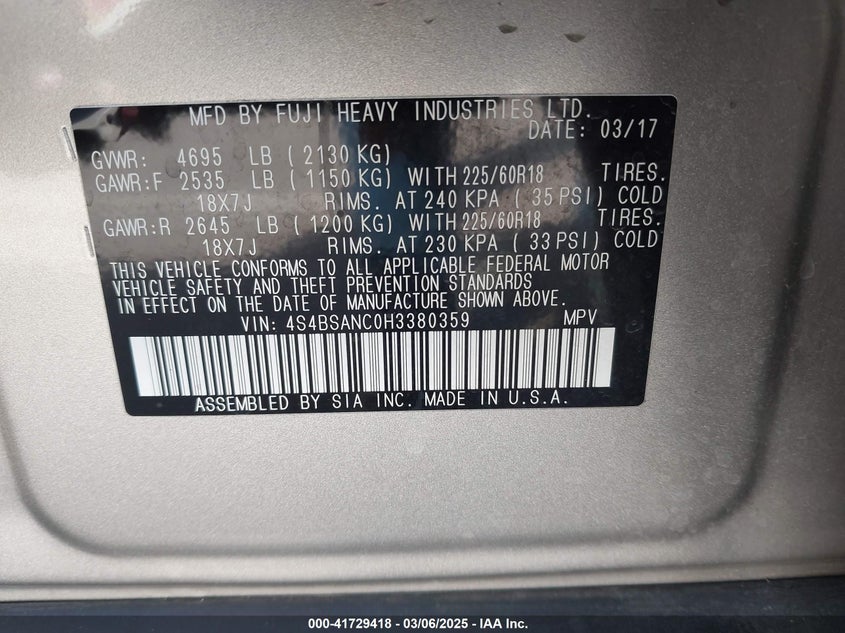 MFD BY FUJI HEAVY INDUSTRIES LTD.
DATE: 03/17
GVWR: 4695 LB ( 2130 KG)
GAWR:F 2535 LB ( 1150 KG) WITH 225/60R18 TIRES.
18X7J RIMS. AT 240 KPA ( 35 PSI) COLD
GAWR:R 2645 LB ( 1200 KG) WITH 225/60R18 TIRES.
18X7J RIMS. AT 230 KPA ( 33 PSI) COLD
THIS VEHICLE CONFORMS TO ALL APPLICABLE FEDERAL MOTOR
VEHICLE SAFETY AND THEFT PREVENTION STANDARDS
IN EFFECT ON THE DATE OF MANUFACTURE SHOWN ABOVE.
VIN: 4S4BSANC0H3380359 MPV
ASSEMBLED BY SIA INC. MADE IN U.S.A.
000-41729418 - 03/06/2025 - IAA Inc.